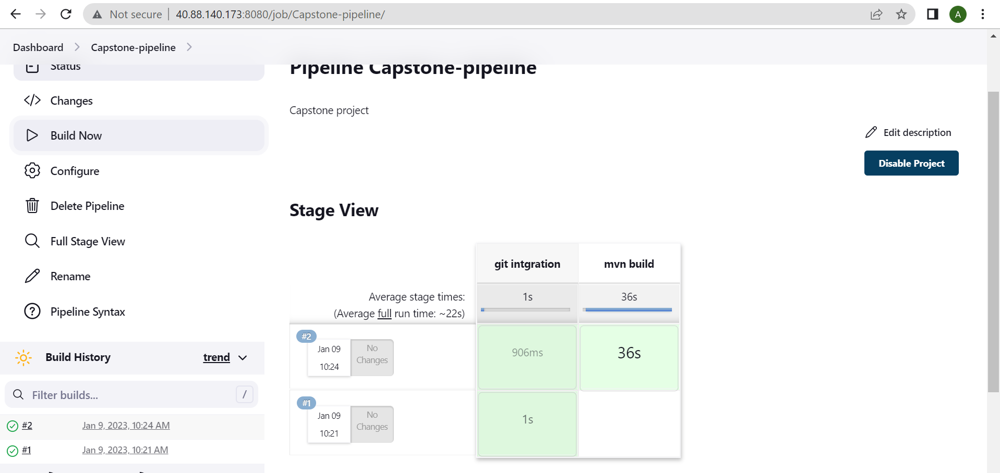 Not secure
40.88.140.173:8080/job/Capstone-pipeline/
A
Dashboard
Capstone-pipeline
Status
Changes
Build Now
Configure
Delete Pipeline
Full Stage View
Rename
Pipeline Syntax
Build History
trend
Filter builds...
/
#2
Jan 9, 2023, 10:24 AM
#1
Jan 9, 2023, 10:21 AM
Pipeline Capstone-pipeline
Capstone project
Edit description
Disable Project
Stage View
git intgration
mvn build
Average stage times:
(Average full run time: ~22s)
1s
36s
#2
Jan 09
10:24
No
Changes
906ms
36s
#1
Jan 09
10:21
No
Changes
1s